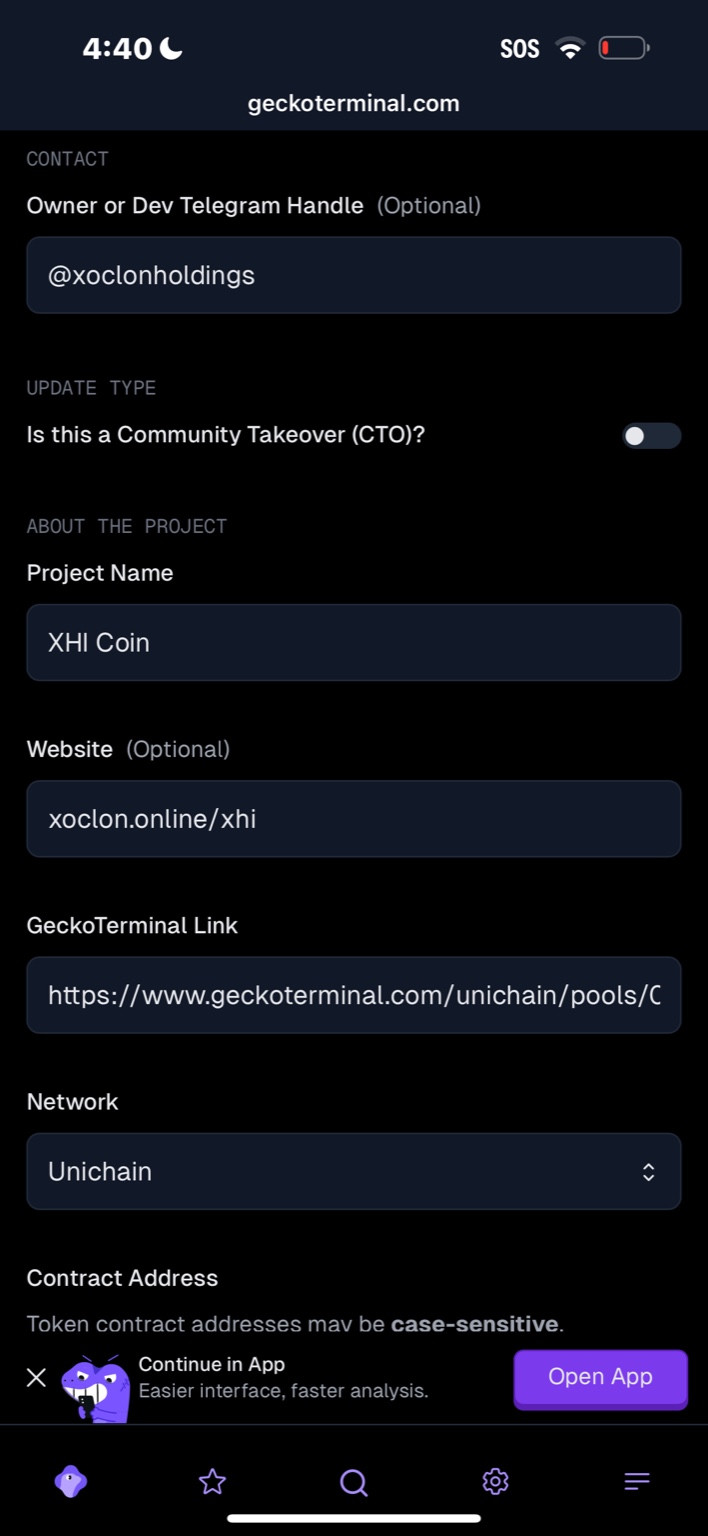 4:40
SOS
geckoterminal.com
CONTACT
Owner or Dev Telegram Handle (Optional)
@xoclonholdings
UPDATE TYPE
Is this a Community Takeover (CTO)?
ABOUT THE PROJECT
Project Name
XHI Coin
Website (Optional)
xoclon.online/xhi
GeckoTerminal Link
https://www.geckoterminal.com/unichain/pools/
Network
Unichain
Contract Address
Token contract addresses may be case-sensitive.
Continue in App
Easier interface, faster analysis.
Open App